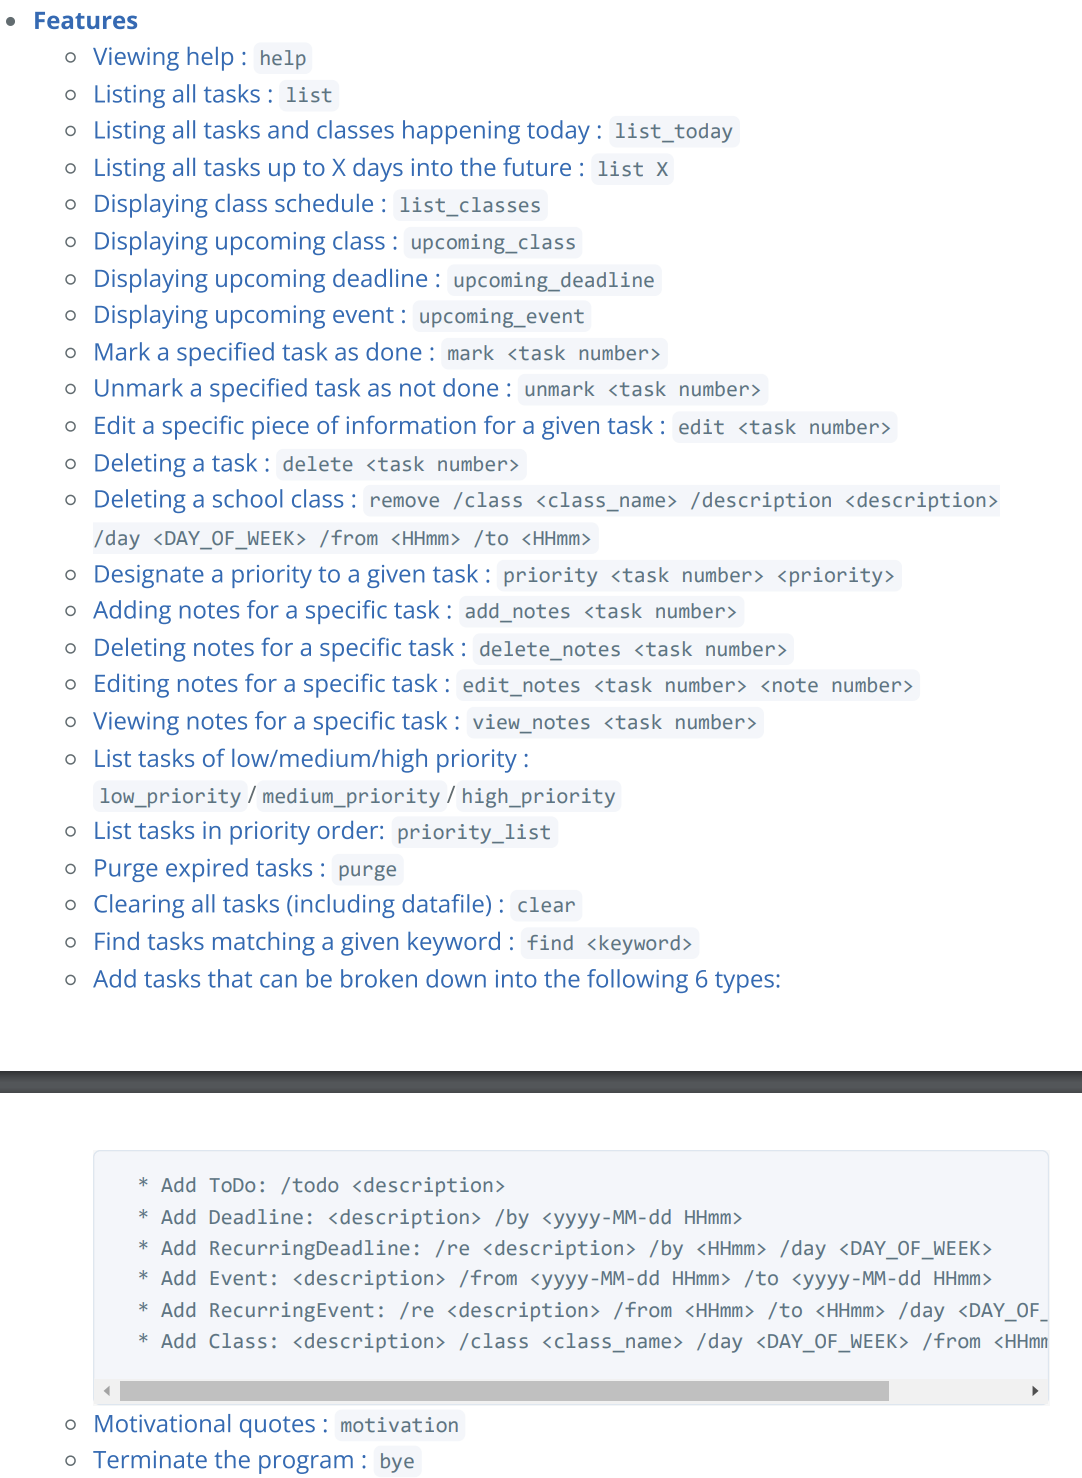 Features
Viewing help : help
Listing all tasks : list
Listing all tasks and classes happening today : list_today
Listing all tasks up to X days into the future : list X
Displaying class schedule : list_classes
Displaying upcoming class : upcoming_class
Displaying upcoming deadline : upcoming_deadline
Displaying upcoming event : upcoming_event
Mark a specified task as done : mark <task number>
Unmark a specified task as not done : unmark <task number>
Edit a specific piece of information for a given task : edit <task number>
Deleting a task : delete <task number>
Deleting a school class : remove /class <class_name> /description <description>
/day <DAY_OF_WEEK> /from <HHmm> /to <HHmm>
Designate a priority to a given task : priority <task number> <priority>
Adding notes for a specific task : add_notes <task number>
Deleting notes for a specific task : delete_notes <task number>
Editing notes for a specific task : edit_notes <task number> <note number>
Viewing notes for a specific task : view_notes <task number>
List tasks of low/medium/high priority :
low_priority / medium_priority / high_priority
List tasks in priority order: priority_list
Purge expired tasks : purge
Clearing all tasks (including datafile) : clear
Find tasks matching a given keyword : find <keyword>
Add tasks that can be broken down into the following 6 types:
* Add ToDo: /todo <description>
* Add Deadline: <description> /by <yyyy-MM-dd HHmm>
* Add RecurringDeadline: /re <description> /by <HHmm> /day <DAY_OF_WEEK>
* Add Event: <description> /from <yyyy-MM-dd HHmm> /to <yyyy-MM-dd HHmm>
* Add RecurringEvent: /re <description> /from <HHmm> /to <HHmm> /day <DAY_OF_
* Add Class: <description> /class <class_name> /day <DAY_OF_WEEK> /from <HHmm
Motivational quotes : motivation
Terminate the program : bye